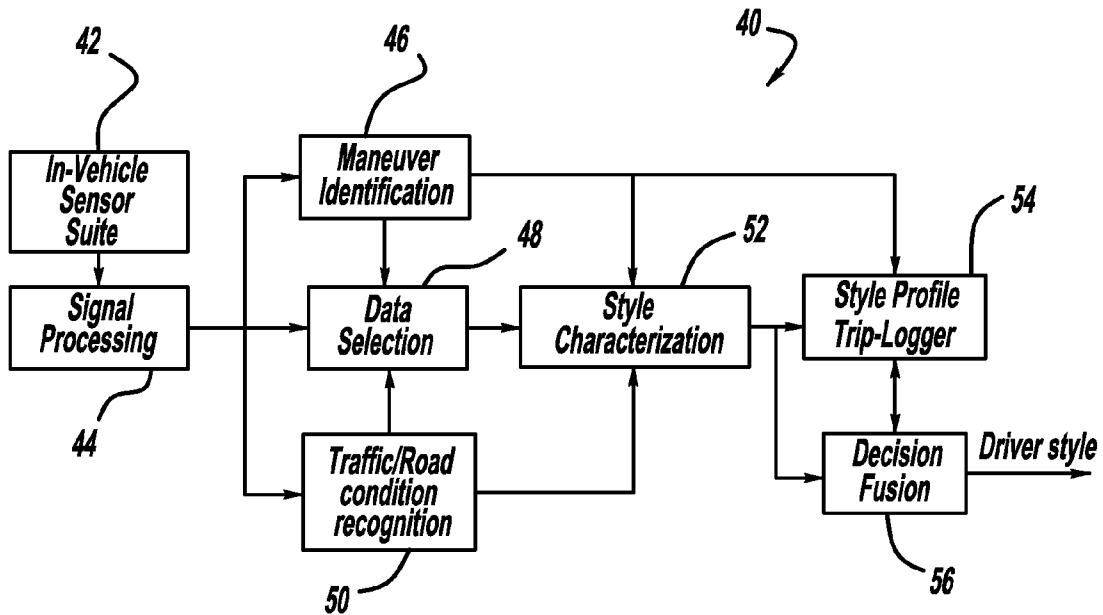 40
42
In-Vehicle
Sensor
Suite
Signal
Processing
44
46
Maneuver
Identification
48
Data
Selection
Traffic/Road
condition
recognition
50
52
Style
Characterization
54
Style Profile
Trip-Logger
Decision
Fusion
56
Driver style